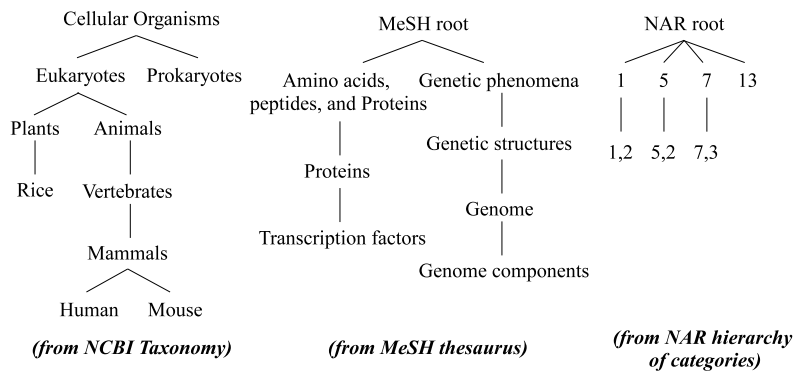 Cellular Organisms
Eukaryotes Prokaryotes
Plants Animals
Rice Vertebrates
Mammals
Human Mouse
(from NCBI Taxonomy)
MeSH root
Amino acids,
peptides, and Proteins
Genetic phenomena
Genetic structures
Proteins
Genome
Transcription factors
Genome components
(from MeSH thesaurus)
NAR root
1 5 7 13
1,2 5,2 7,3
(from NAR hierarchy
of categories)